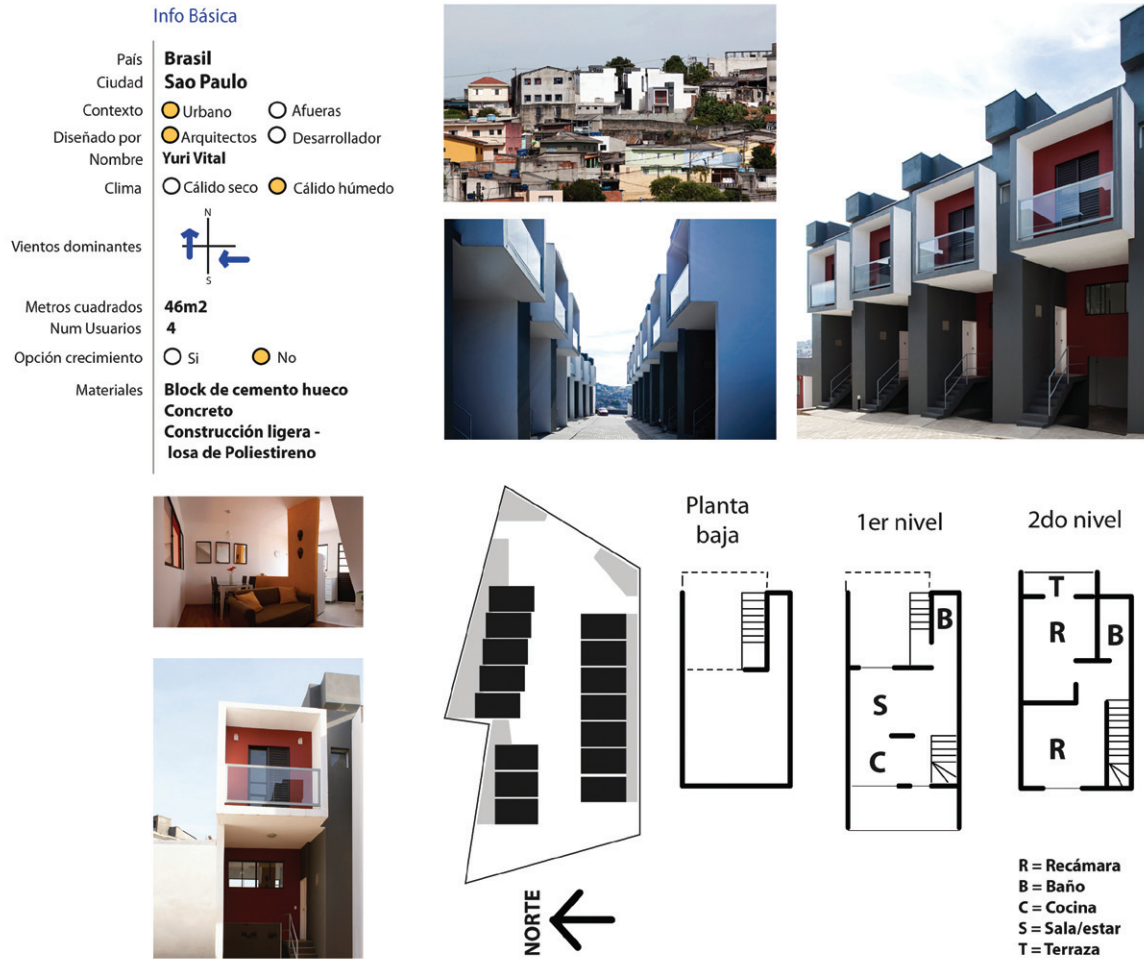 Info Básica
País Brasil
Ciudad Sao Paulo
Contexto Urbano Afueras
Diseñado por Arquitectos Desarrollador
Nombre Yuri Vital
Clima Cálido seco Cálido húmedo
N
Vientos dominantes
S
Metros cuadrados 46m2
Num Usuarios 4
Opción crecimiento Si No
Materiales Block de cemento hueco
Concreto
Construcción ligera -
losa de Poliestireno
NORTE
Planta
baja
1er nivel
B
S
C
2do nivel
T
R
B
R
R = Recámara
B = Baño
C = Cocina
S = Sala/estar
T = Terraza